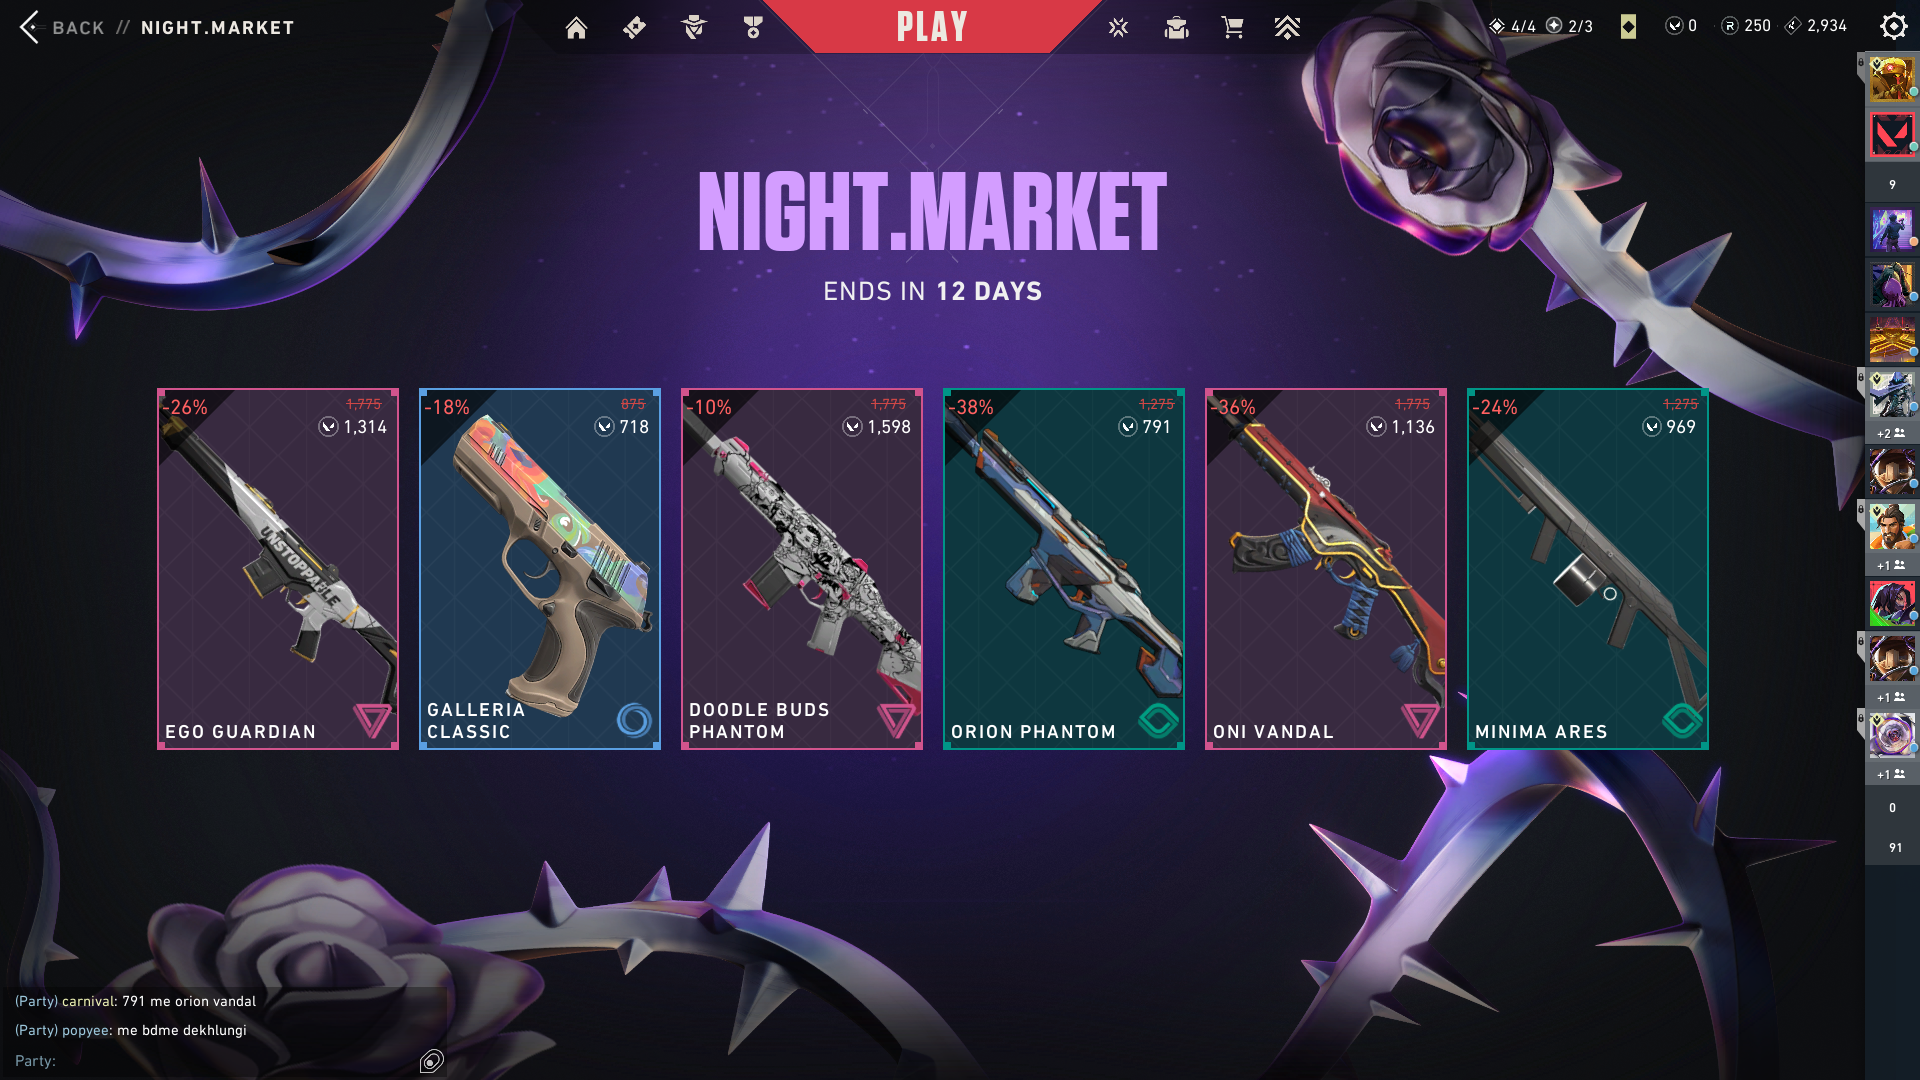 BACK // NIGHT.MARKET
PLAY
4/4 2/3 0 250 2,934
NIGHT.MARKET
ENDS IN 12 DAYS
-26% 1,775
1,314
UNSTOPPABLE
EGO GUARDIAN
-18% 875
718
GALLERIA
CLASSIC
-10% 1,775
1,598
DOODLE BUDS
PHANTOM
-38% 1,275
791
ORION PHANTOM
-36% 1,775
1,136
ONI VANDAL
-24% 1,275
969
MINIMA ARES
9
+2
+1
+1
+1
0
91
(Party) carnival: 791 me orion vandal
(Party) popyee: me bdme dekhlungi
Party: